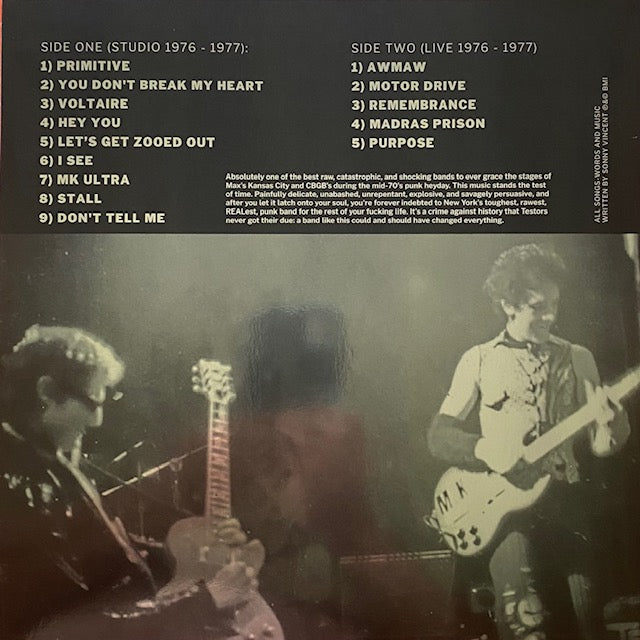 SIDE ONE (STUDIO 1976 - 1977):
1) PRIMITIVE
2) YOU DON'T BREAK MY HEART
3) VOLTAIRE
4) HEY YOU
5) LET'S GET ZOOED OUT
6) I SEE
7) MK ULTRA
8) STALL
9) DON'T TELL ME
SIDE TWO (LIVE 1976 - 1977)
1) AWMAW
2) MOTOR DRIVE
3) REMEMBRANCE
4) MADRAS PRISON
5) PURPOSE
Absolutely one of the best raw, catastrophic, and shocking bands to ever grace the stages of
Max's Kansas City and CBGB's during the mid-70's punk heyday. This music stands the test
of time. Painfully delicate, unabashed, unrepentant, explosive, and savagely persuasive, and
after you let it latch onto your soul, you're forever indebted to New York's toughest, rawest,
REALest, punk band for the rest of your fucking life. It's a crime against history that Testors
never got their due: a band like this could and should have changed everything.
ALL SONGS WORDS AND MUSIC
WRITTEN BY SONNY VINCENT ℗&© BMI
M K